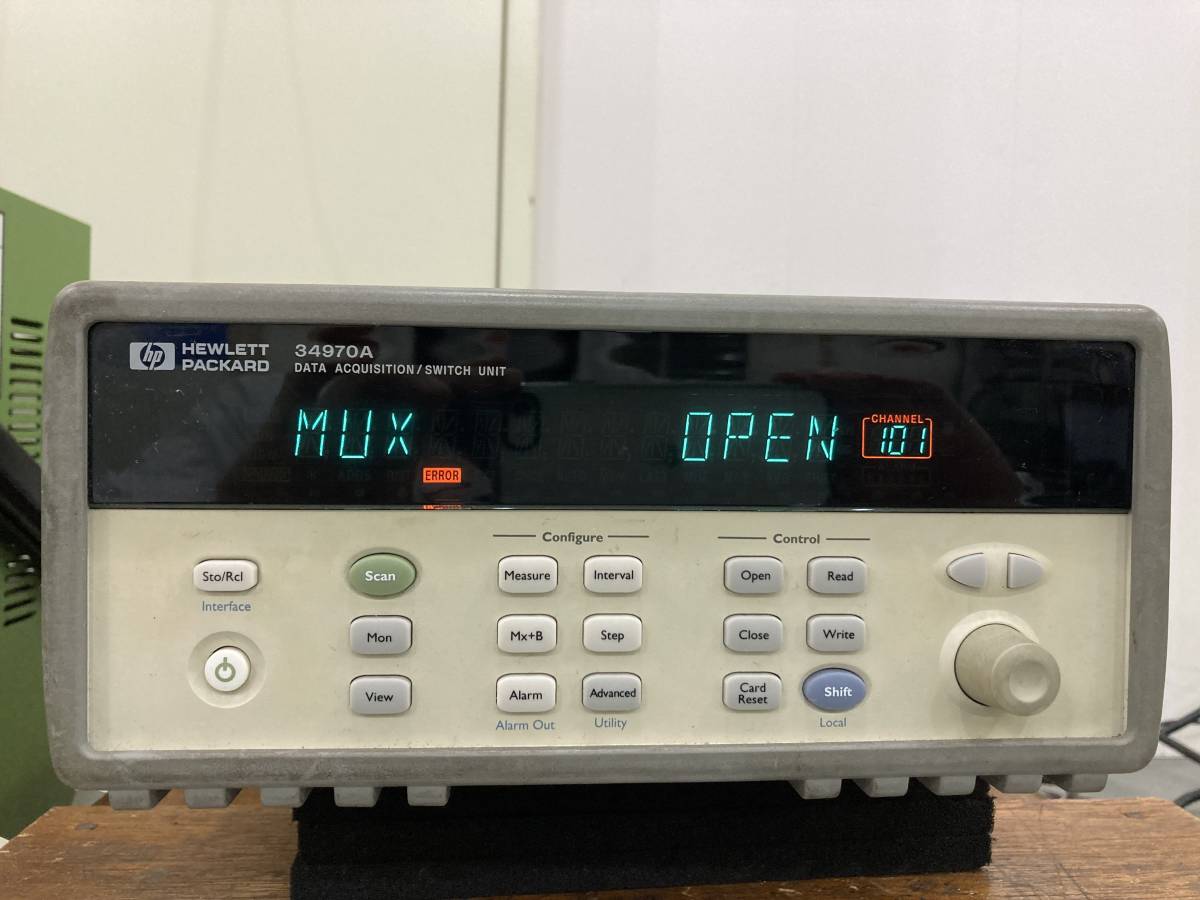 hp HEWLETT PACKARD
34970A
DATA ACQUISITION/SWITCH UNIT
MUX OPEN
CHANNEL
101
ERROR
Configure
Control
Sto/Rcl
Interface
Scan
Measure
Interval
Open
Read
Mon
Mx+B
Step
Close
Write
View
Alarm
Advanced
Card Reset
Shift
Alarm Out
Utility
Local